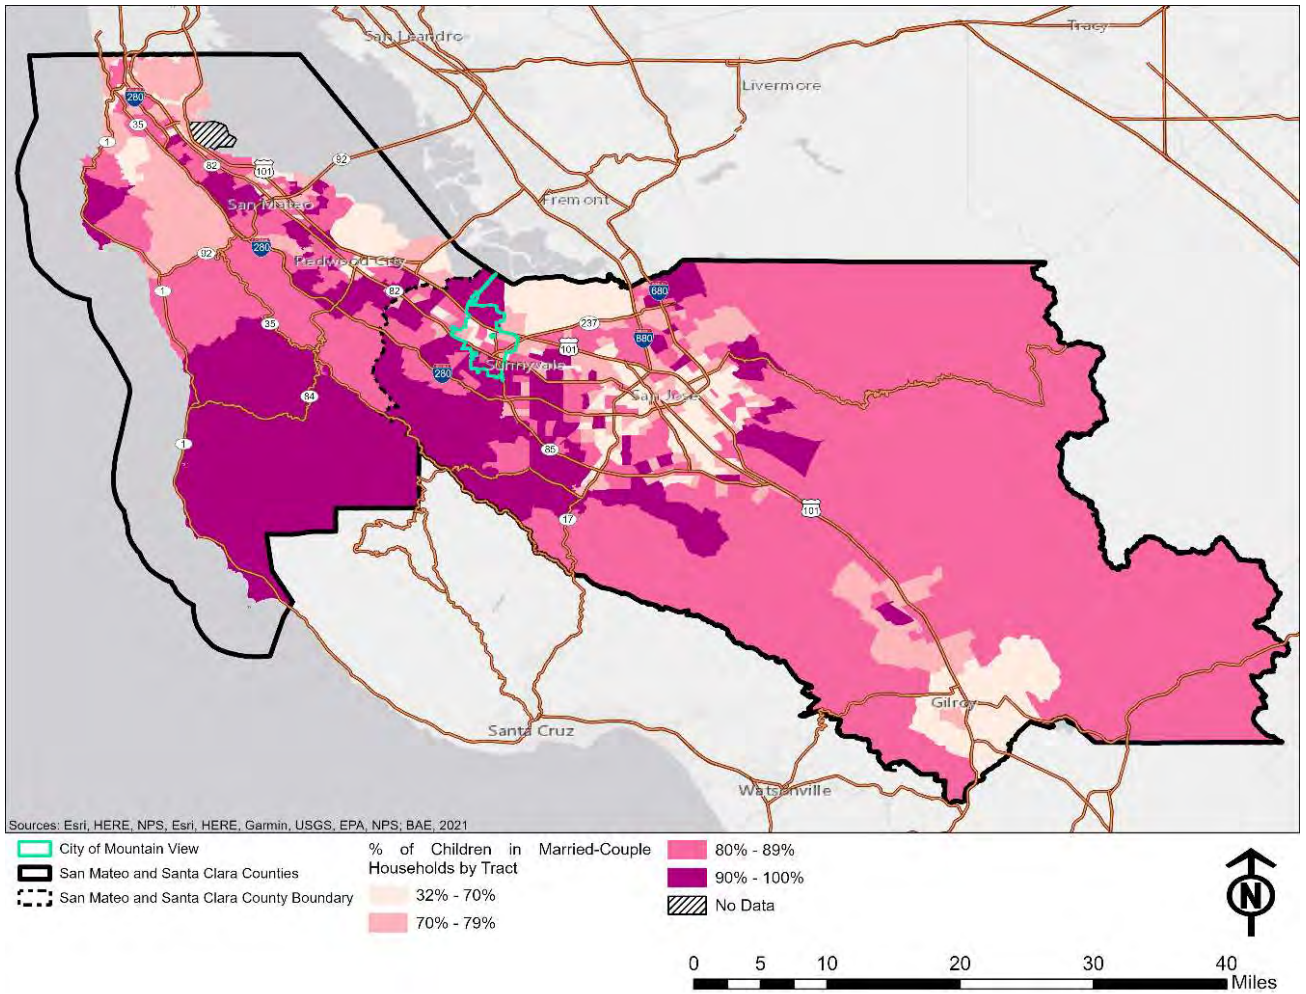 San Leandro
Tracy
Livermore
280
35
1
82
101
92
Fremont
San Mateo
92
280
Redwood City
1
82
680
35
237
101
880
Sunnyvale
280
84
San Jose
1
85
101
17
Gilroy
Santa Cruz
Watsonville
Sources: Esri, HERE, NPS, Esri, HERE, Garmin, USGS, EPA, NPS; BAE, 2021
City of Mountain View
San Mateo and Santa Clara Counties
San Mateo and Santa Clara County Boundary
% of Children in Married-Couple
Households by Tract
32% - 70%
70% - 79%
80% - 89%
90% - 100%
No Data
N
0 5 10 20 30 40
Miles